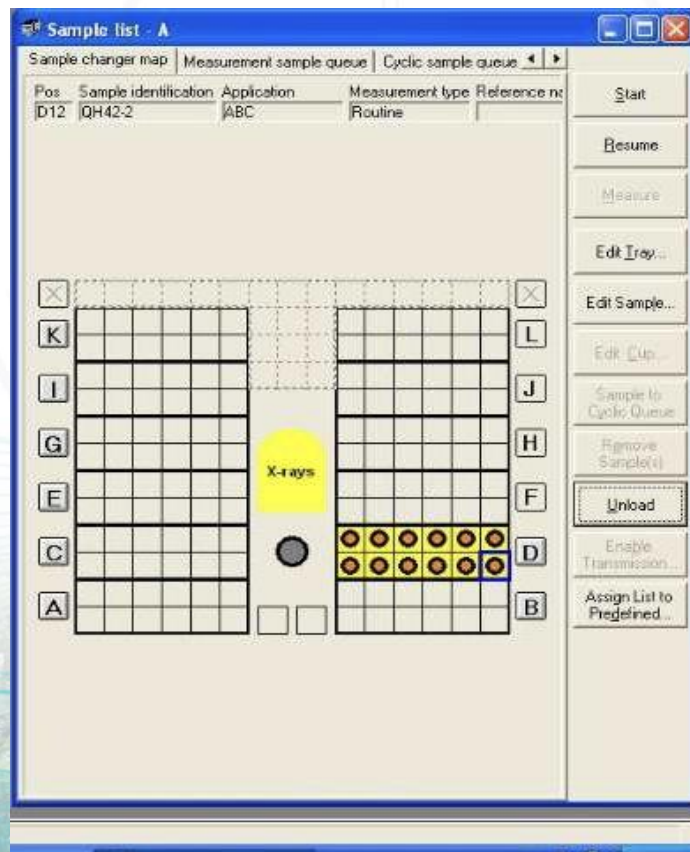 Sample list - A
Sample changer map Measurement sample queue Cyclic sample queue
Pos Sample identification Application Measurement type Reference na
D12 QH42-2 ABC Routine
Start
Resume
Measure
Edit Tray...
Edit Sample...
Edit Cup...
Sample to
Cyclic Queue
Remove
Sample(s)
Unload
Enable
Transmission...
Assign List to
Predefined...
K L
I J
G H
X-rays
E F
C D
A B